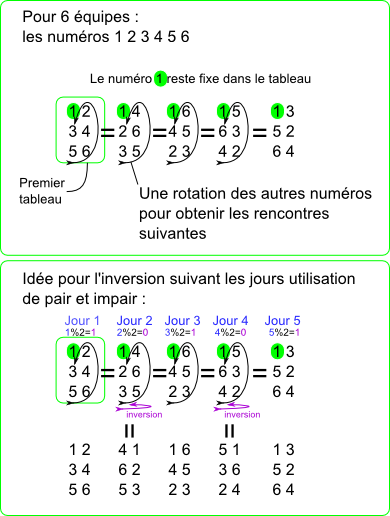 Pour 6 équipes :
les numéros 1 2 3 4 5 6
Le numéro 1 reste fixe dans le tableau
1 2 1 4 1 6 1 5 1 3
3 4 = 2 6 = 4 5 = 6 3 = 5 2
5 6 3 5 2 3 4 2 6 4
Premier
tableau
Une rotation des autres numéros
pour obtenir les rencontres
suivantes
Idée pour l'inversion suivant les jours utilisation
de pair et impair :
Jour 1 Jour 2 Jour 3 Jour 4 Jour 5
1%2=1 2%2=0 3%2=1 4%2=0 5%2=1
1 2 1 4 1 6 1 5 1 3
3 4 = 2 6 = 4 5 = 6 3 = 5 2
5 6 3 5 2 3 4 2 6 4
inversion inversion
= =
1 2 4 1 1 6 5 1 1 3
3 4 6 2 4 5 3 6 5 2
5 6 5 3 2 3 2 4 6 4